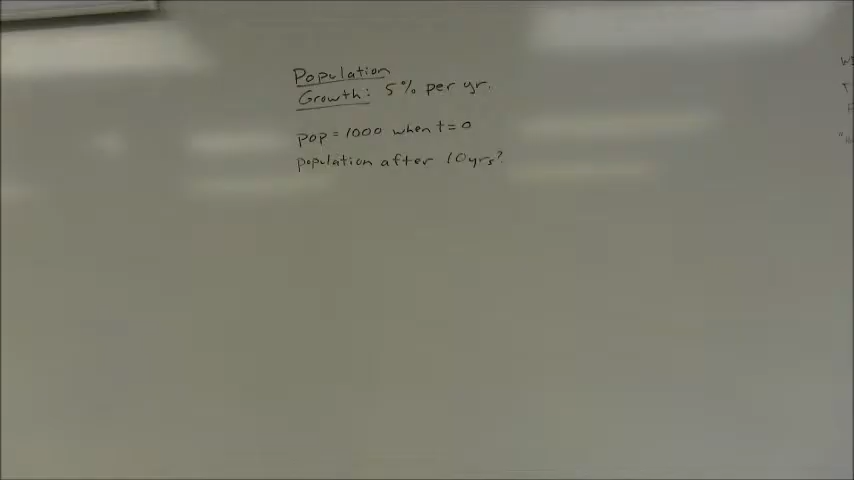 Population
Growth: 5% per yr.
pop = 1000 when t=0
population after 10yrs?